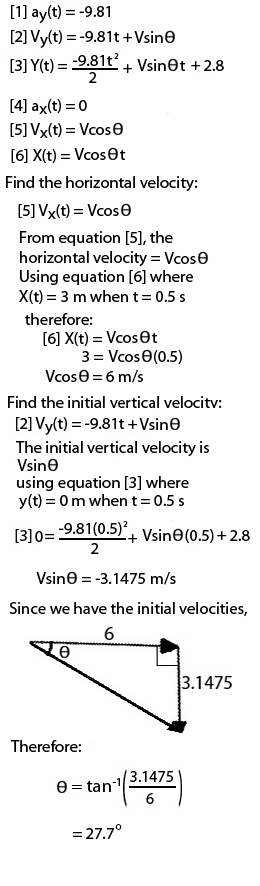 [1] ay(t) = -9.81
[2] Vy(t) = -9.81t + Vsinθ
[3] Y(t) = -9.81t²/2 + Vsinθt + 2.8
[4] ax(t) = 0
[5] Vx(t) = Vcosθ
[6] X(t) = Vcosθt
Find the horizontal velocity:
[5] Vx(t) = Vcosθ
From equation [5], the
horizontal velocity = Vcosθ
Using equation [6] where
X(t) = 3 m when t = 0.5 s
therefore:
[6] X(t) = Vcosθt
3 = Vcosθ(0.5)
Vcosθ = 6 m/s
Find the initial vertical velocity:
[2] Vy(t) = -9.81t + Vsinθ
The initial vertical velocity is
Vsinθ
using equation [3] where
y(t) = 0 m when t = 0.5 s
[3] 0 = -9.81(0.5)²/2 + Vsinθ(0.5) + 2.8
Vsinθ = -3.1475 m/s
Since we have the initial velocities,
6
θ
3.1475
Therefore:
θ = tan⁻¹(3.1475/6)
= 27.7°